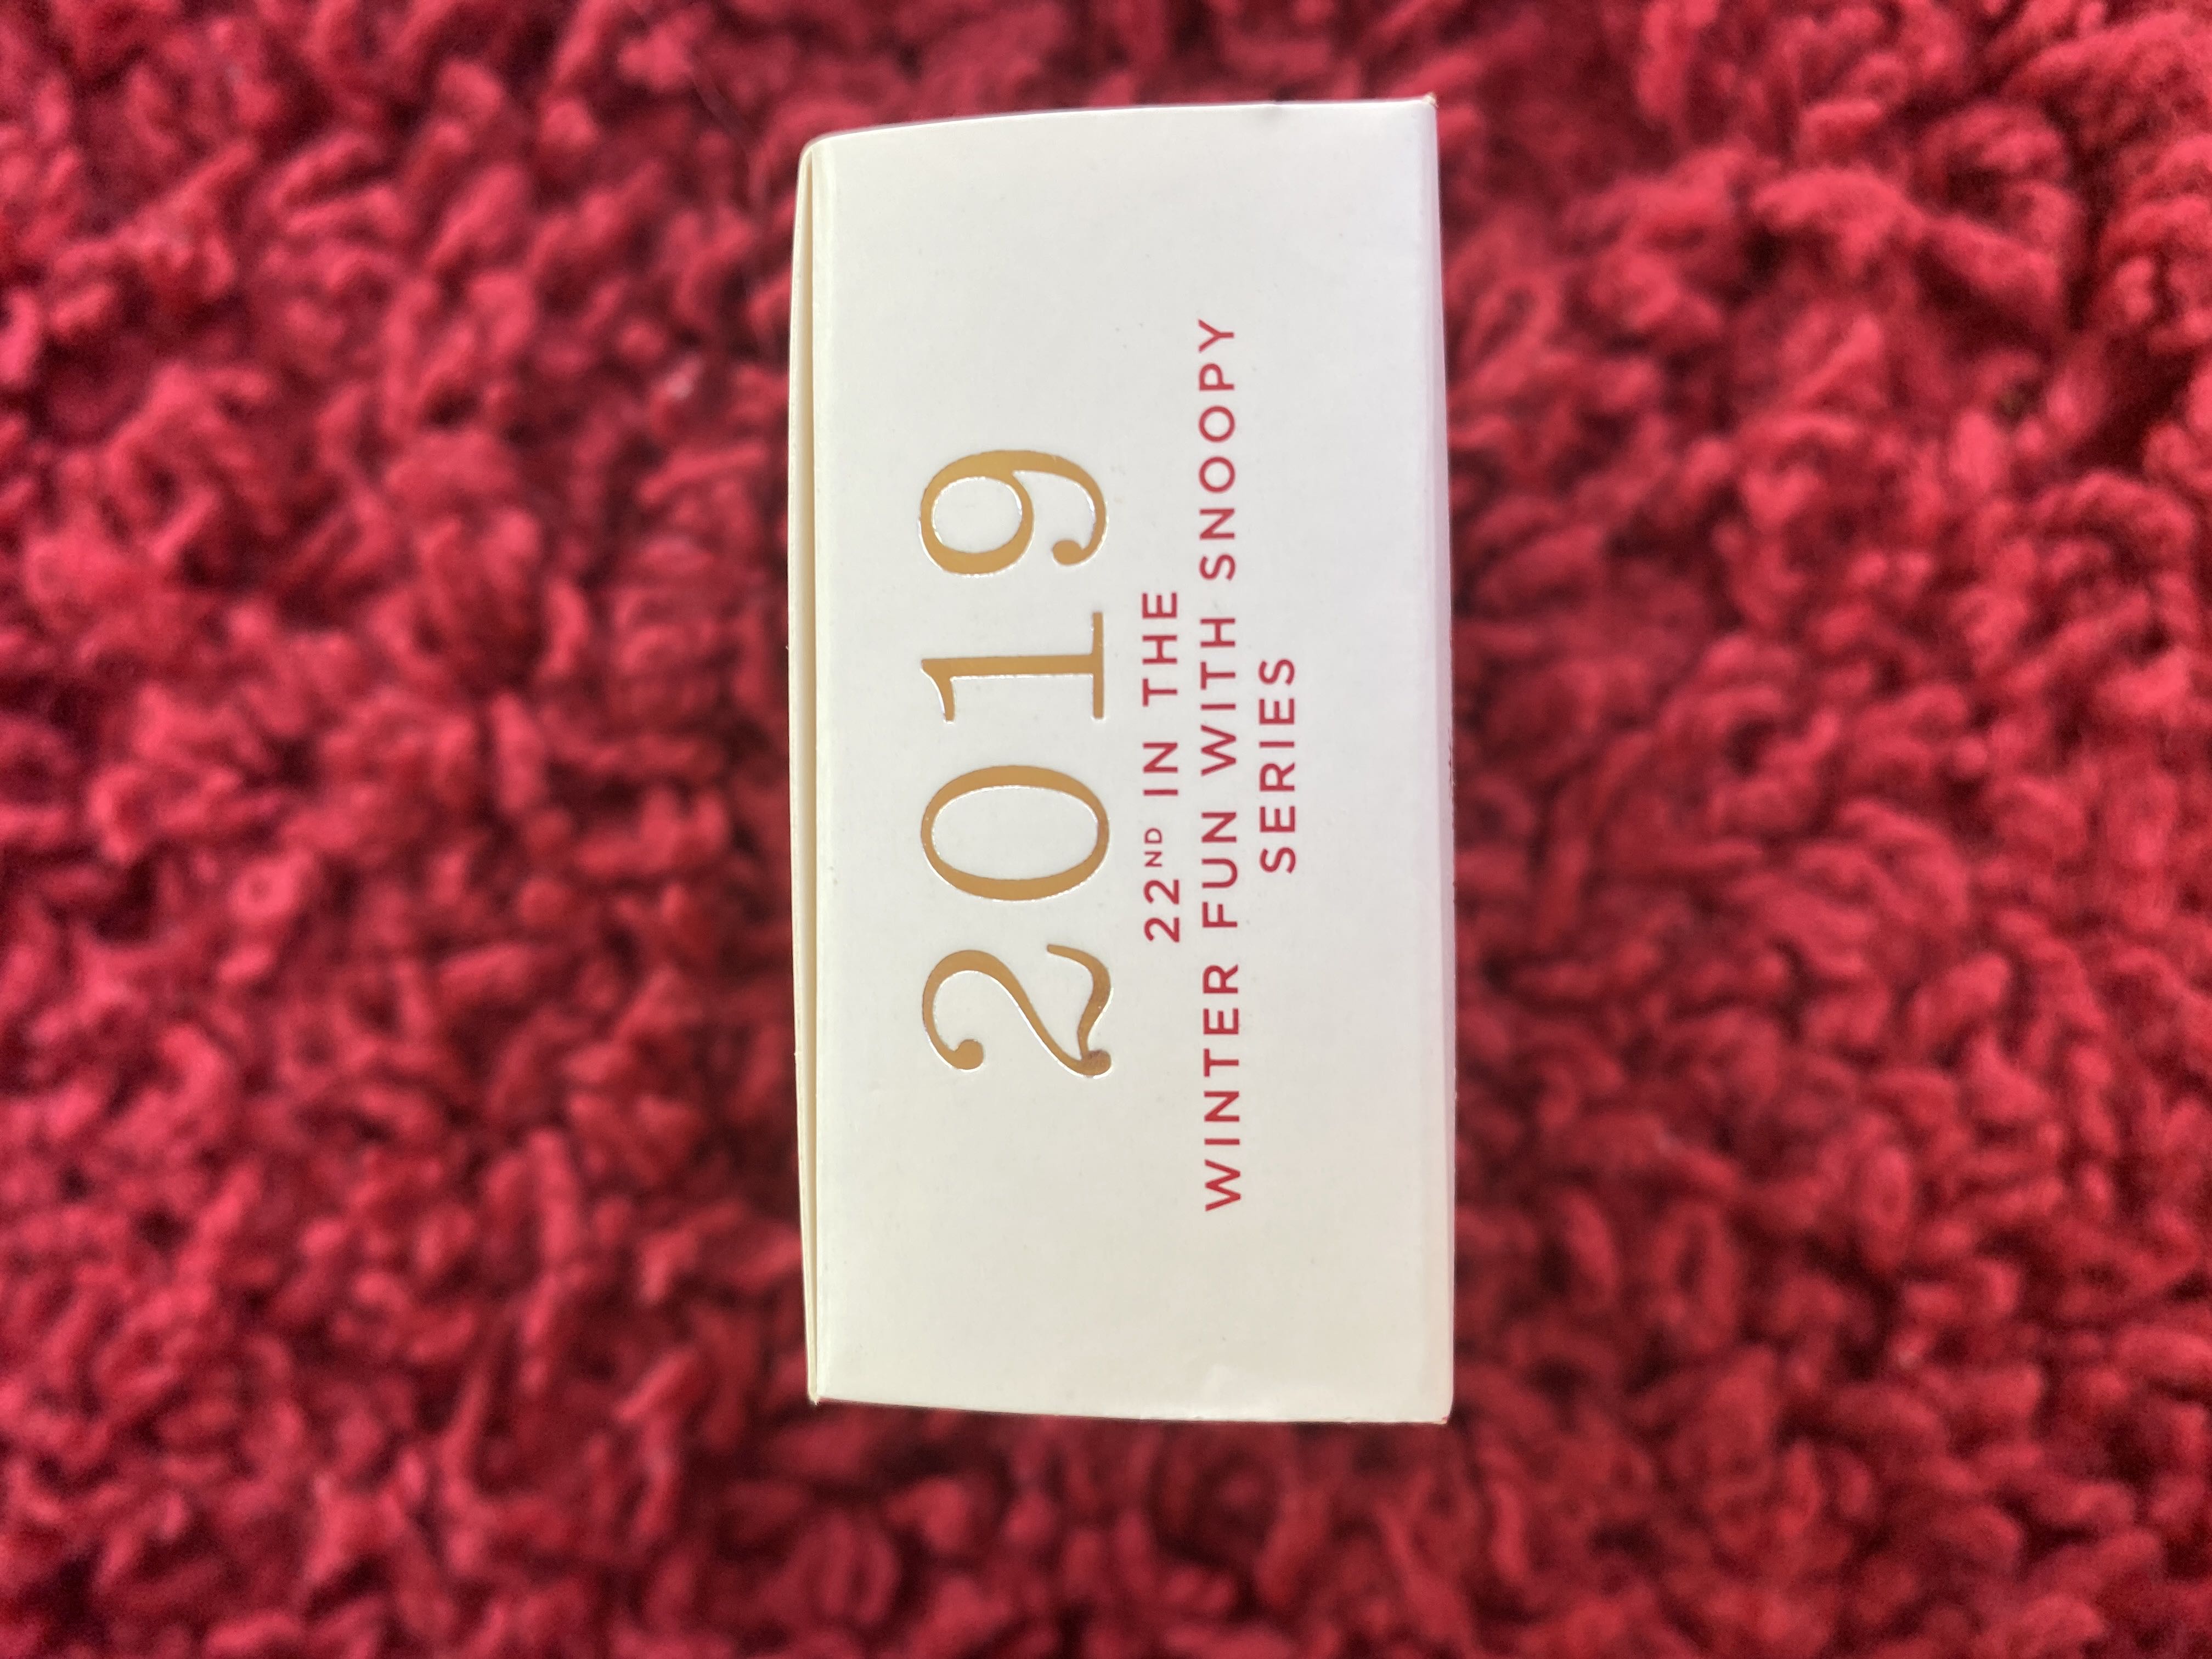 2019
22ND IN THE
WINTER FUN WITH SNOOPY
SERIES